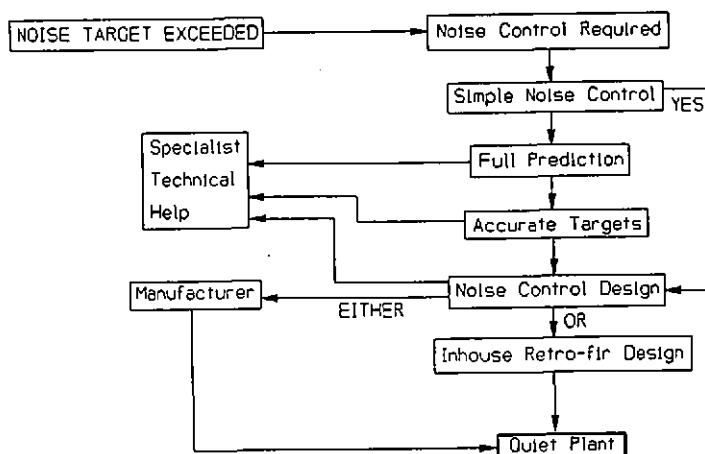 NOISE TARGET EXCEEDED
Noise Control Required
Simple Noise Control
YES
Specialist
Technical
Help
Full Prediction
Accurate Targets
Manufacturer
EITHER
Noise Control Design
OR
Inhouse Retro-fir Design
Quiet Plant